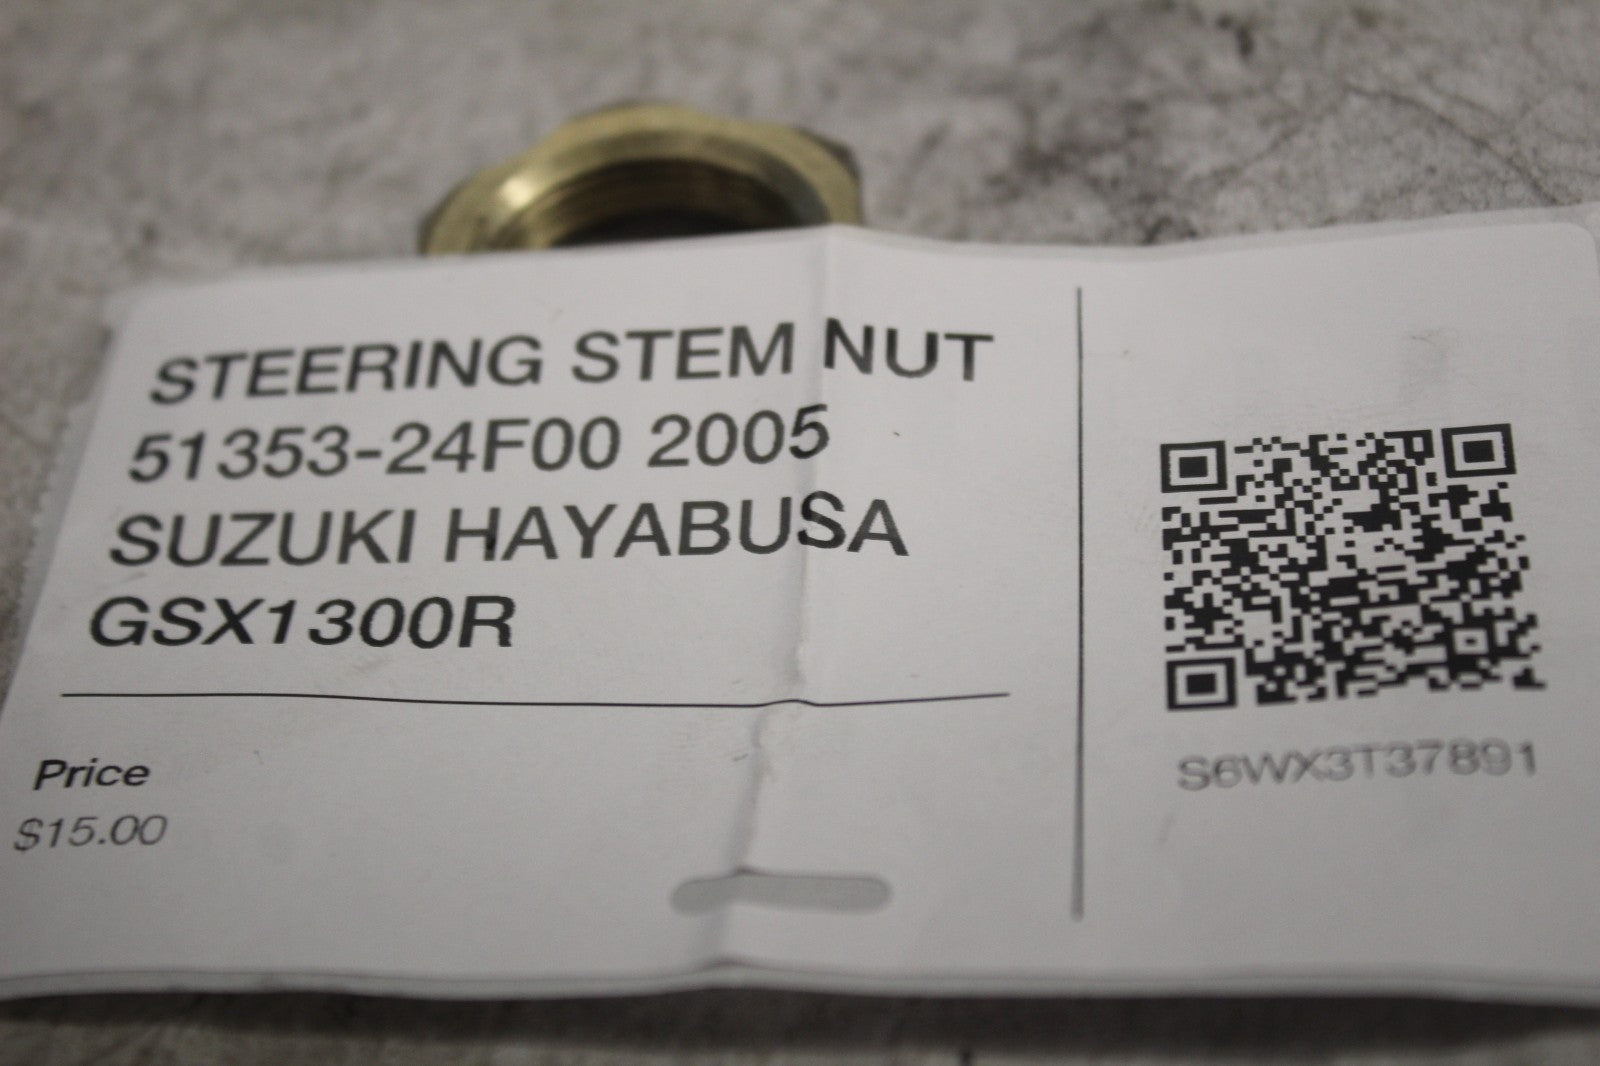 STEERING STEM NUT
51353-24F00 2005
SUZUKI HAYABUSA
GSX1300R
Price
$15.00
S6WX3T37891